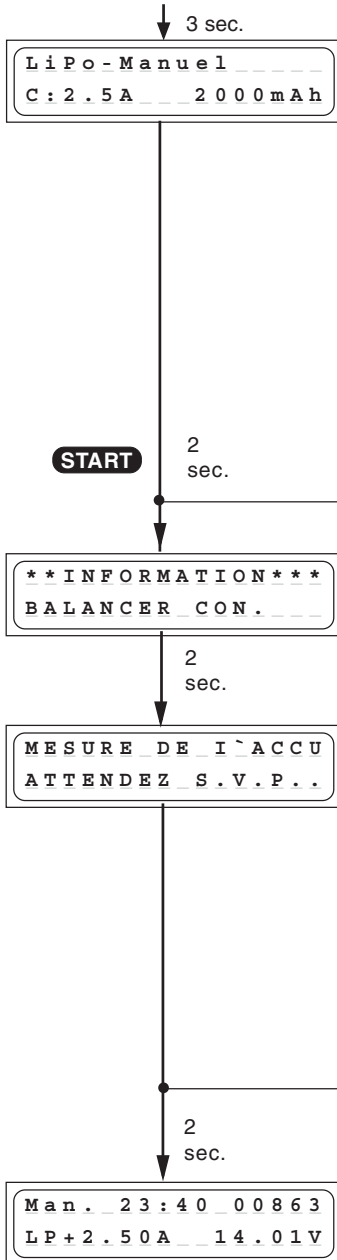 3 sec.
LiPo-Manuel
C:2.5A 2000mAh
START
2
sec.
**INFORMATION***
BALANCER CON.
2
sec.
MESURE DE I`ACCU
ATTENDEZ S.V.P..
2
sec.
Man. 23:40 00863
LP+2.50A 14.01V